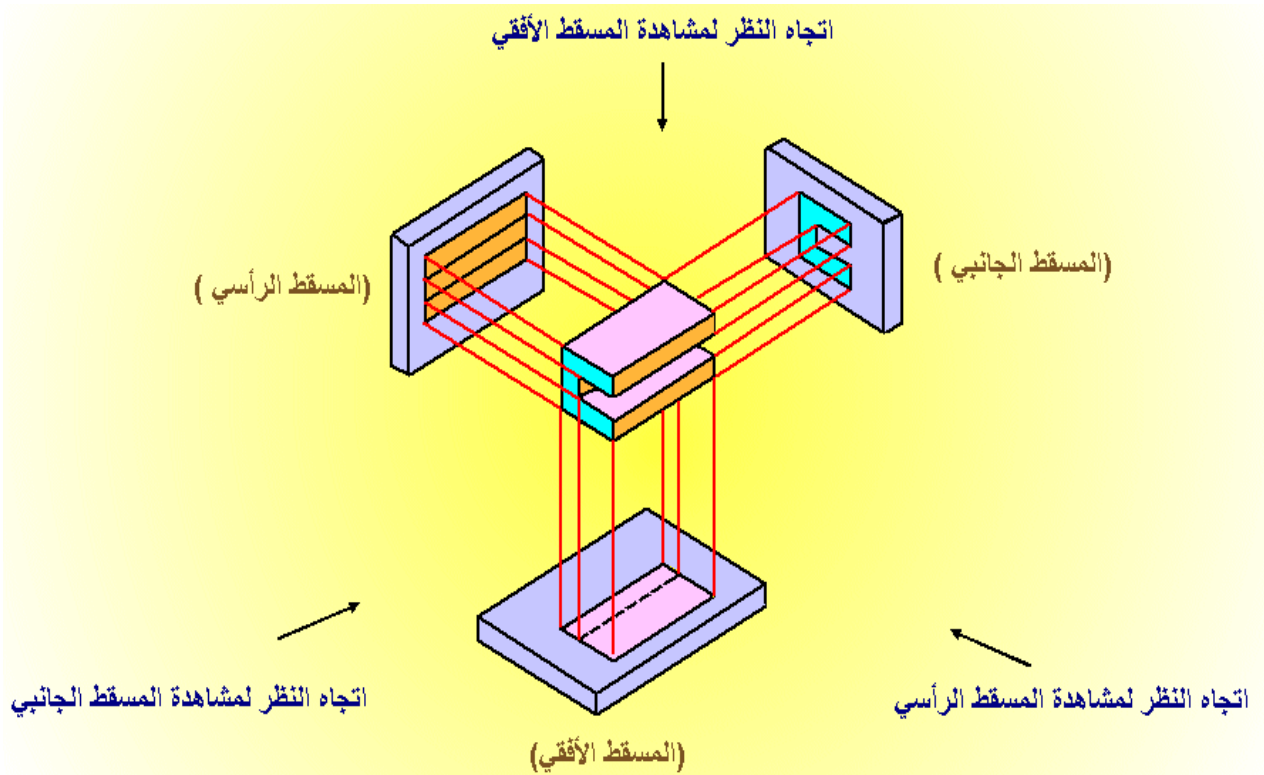 اتجاه النظر لمشاهدة المسقط الأفقي
(المسقط الرأسي )
(المسقط الجانبي )
اتجاه النظر لمشاهدة المسقط الرأسي
اتجاه النظر لمشاهدة المسقط الجانبي
(المسقط الأفقي)